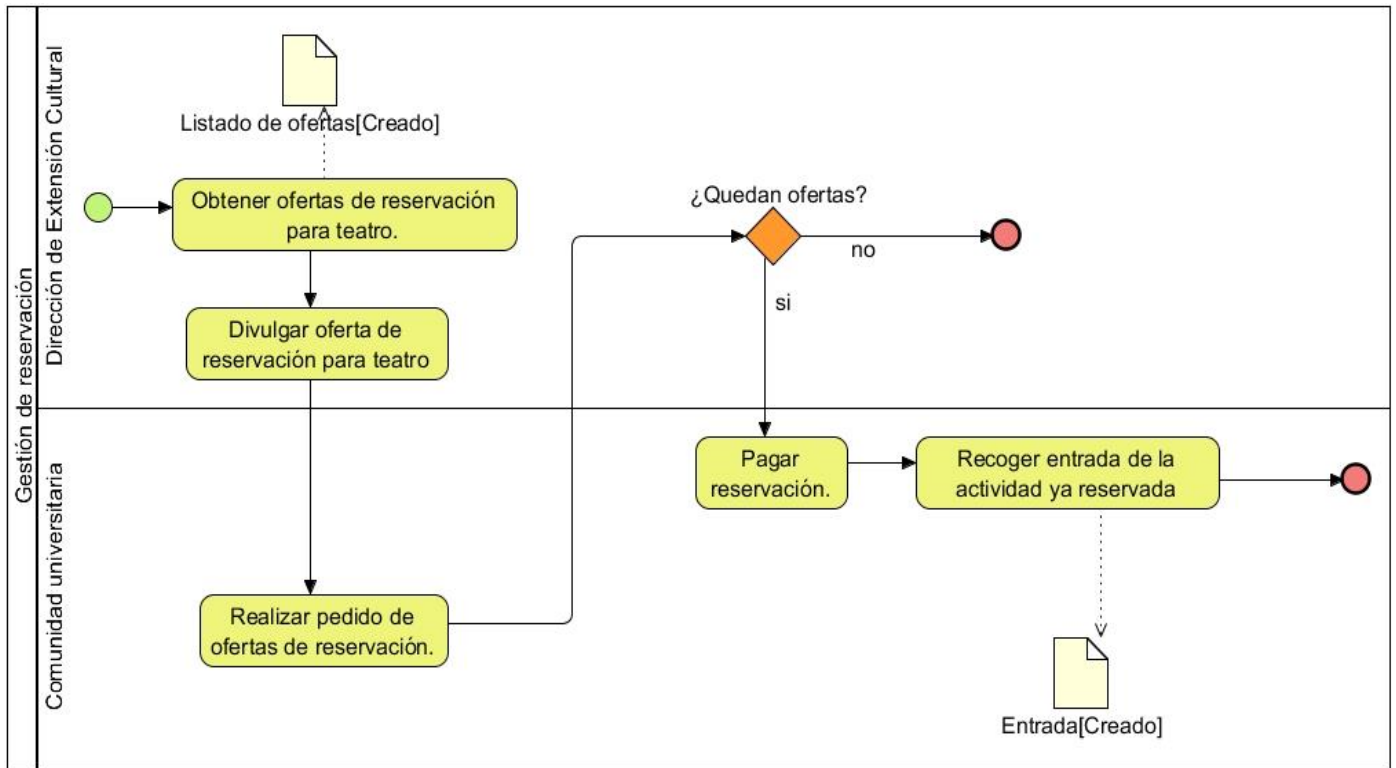 Gestión de reservación
Dirección de Extensión Cultural
Listado de ofertas[Creado]
Obtener ofertas de reservación
para teatro.
Divulgar oferta de
reservación para teatro
¿Quedan ofertas?
no
si
Comunidad universitaria
Realizar pedido de
ofertas de reservación.
Pagar
reservación.
Recoger entrada de la
actividad ya reservada
Entrada[Creado]